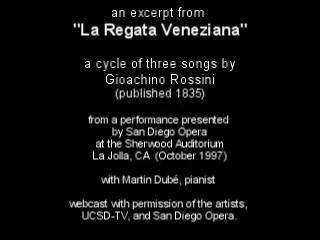 an excerpt from
"La Regata Veneziana"
a cycle of three songs by
Gioachino Rossini
(published 1835)
from a performance presented
by San Diego Opera
at the Sherwood Auditorium
La Jolla, CA (October 1997)
with Martin Dubé, pianist
webcast with permission of the artists,
UCSD-TV, and San Diego Opera.